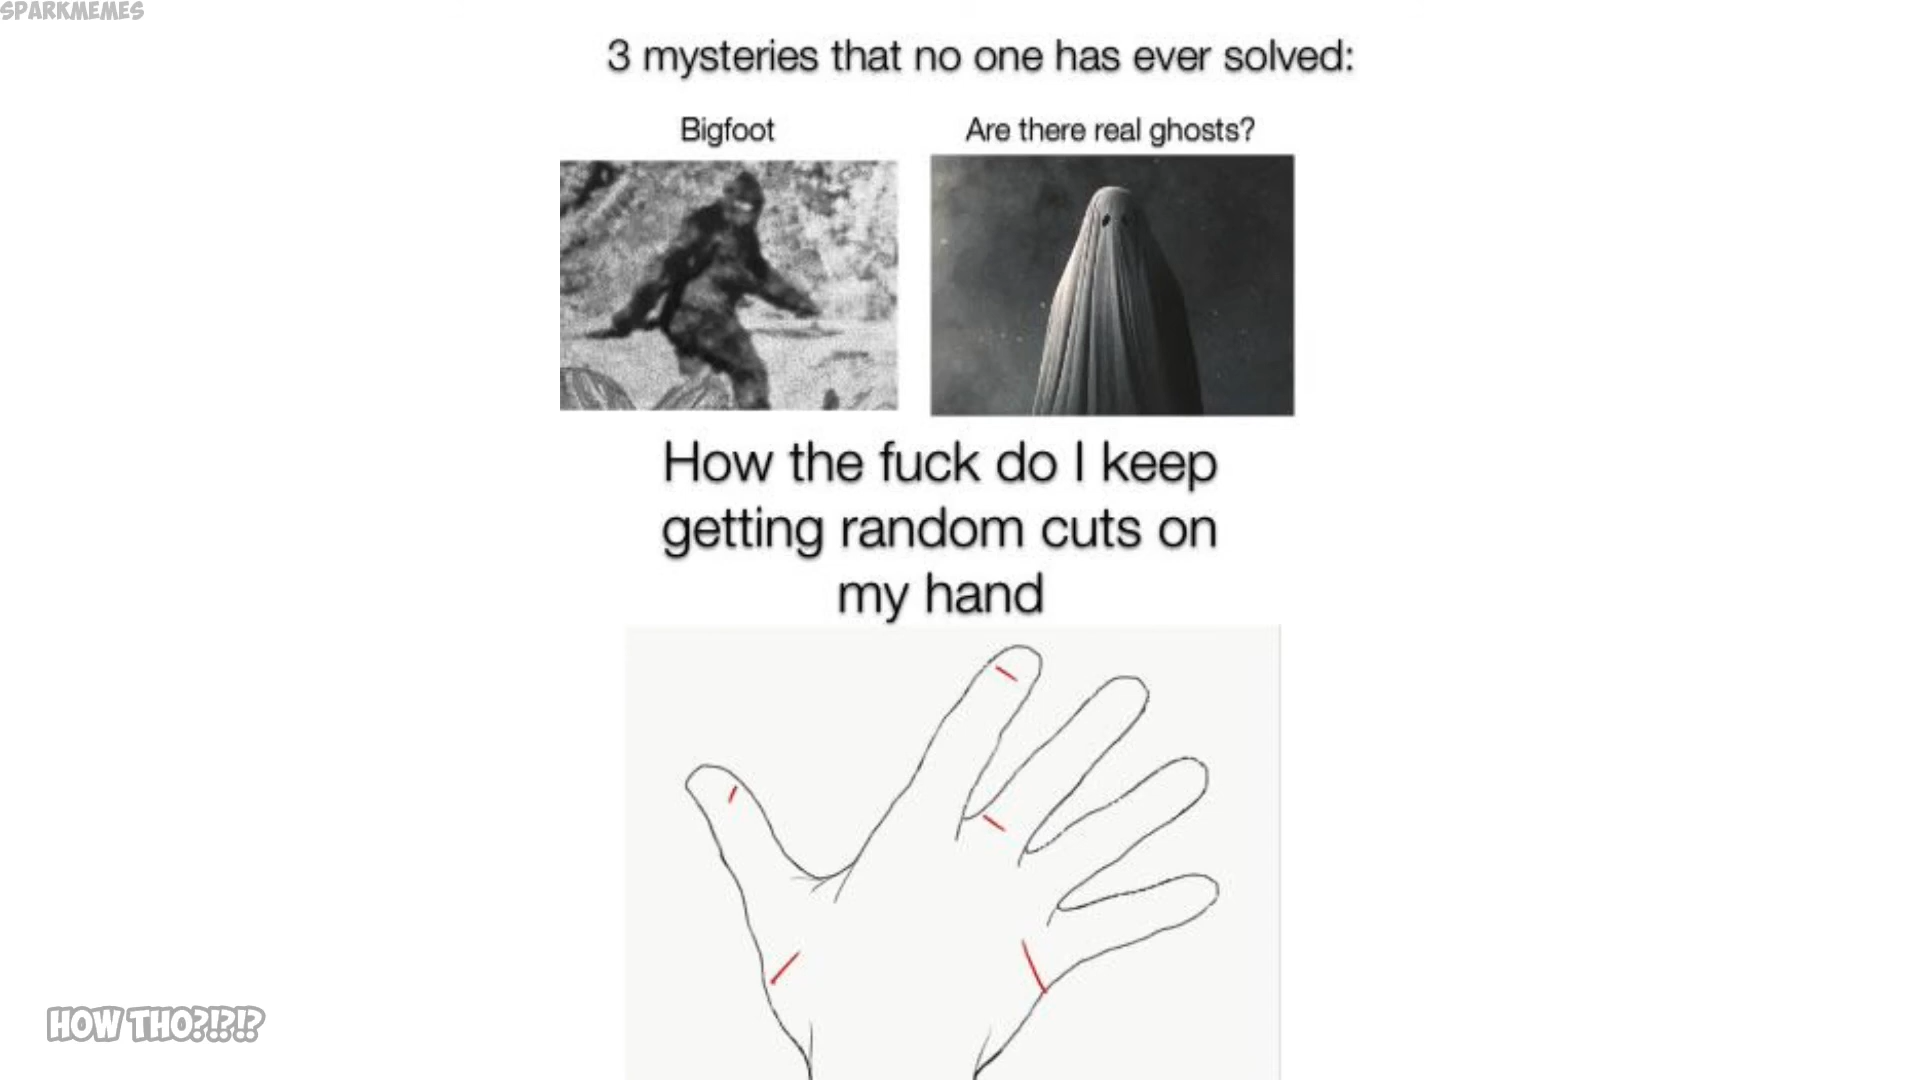 SPARKMEMES
3 mysteries that no one has ever solved:
Bigfoot
Are there real ghosts?
How the fuck do I keep
getting random cuts on
my hand
HOW THO?!?!?